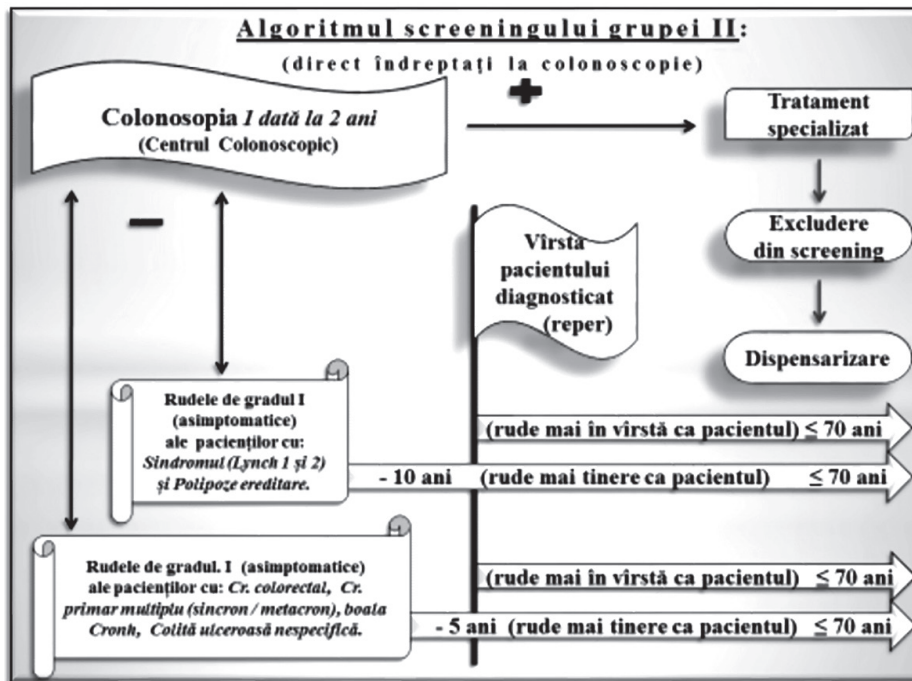 Algoritmul screeningului grupei II:
(direct îndreptați la colonoscopie)
Colonosopia 1 dată la 2 ani
(Centrul Colonoscopic)
+
Tratament
specializat
-
Vîrsta
pacientului
diagnosticat
(reper)
Excludere
din screening
Dispensarizare
Rudele de gradul I
(asimptomatice)
ale pacienților cu:
Sindromul (Lynch 1 și 2)
și Polipoze ereditare.
(rude mai în vîrstă ca pacientul) ≤ 70 ani
- 10 ani (rude mai tinere ca pacientul) ≤ 70 ani
Rudele de gradul. I (asimptomatice)
ale pacienților cu: Cr. colorectal, Cr.
primar multiplu (sincron / metacron), boala
Cronh, Colită ulceroasă nespecifică.
(rude mai în vîrstă ca pacientul) ≤ 70 ani
- 5 ani (rude mai tinere ca pacientul) ≤ 70 ani